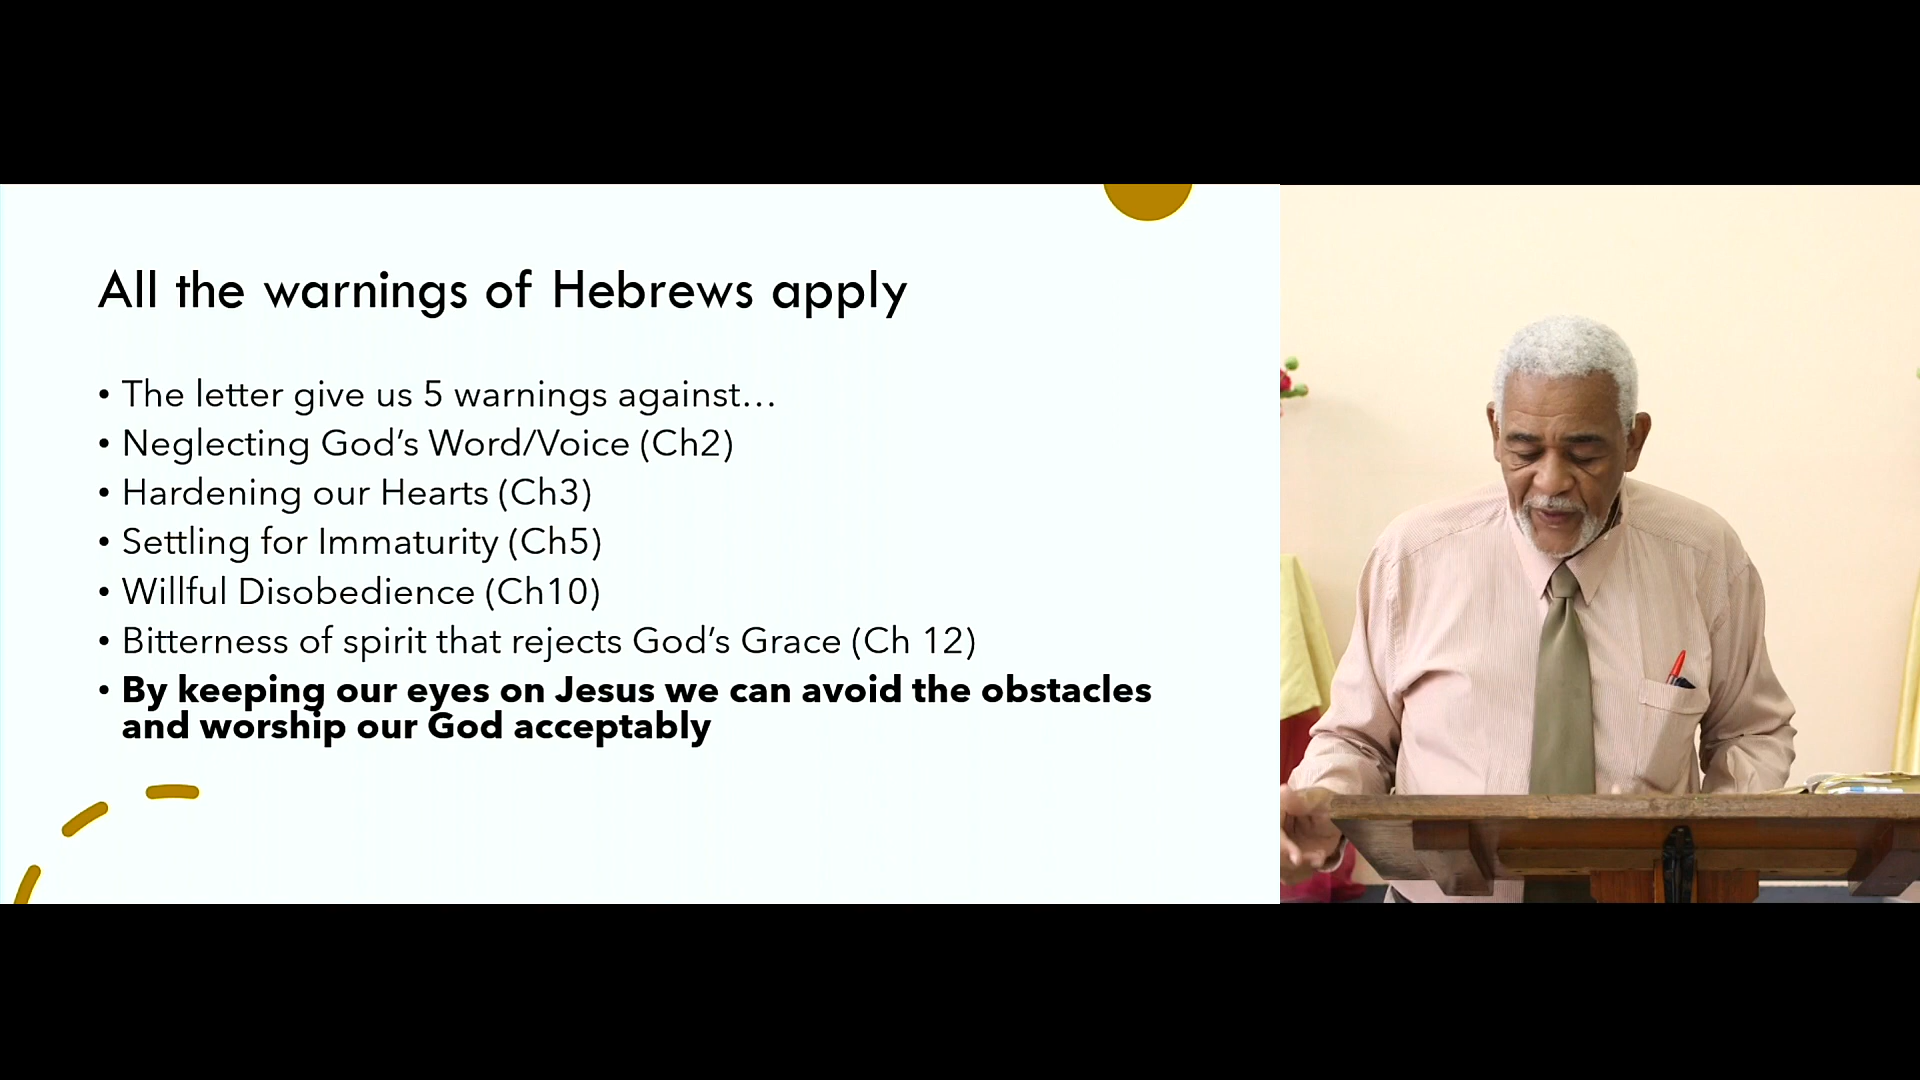 All the warnings of Hebrews apply
• The letter give us 5 warnings against…
• Neglecting God’s Word/Voice (Ch2)
• Hardening our Hearts (Ch3)
• Settling for Immaturity (Ch5)
• Willful Disobedience (Ch10)
• Bitterness of spirit that rejects God’s Grace (Ch 12)
• By keeping our eyes on Jesus we can avoid the obstacles
and worship our God acceptably